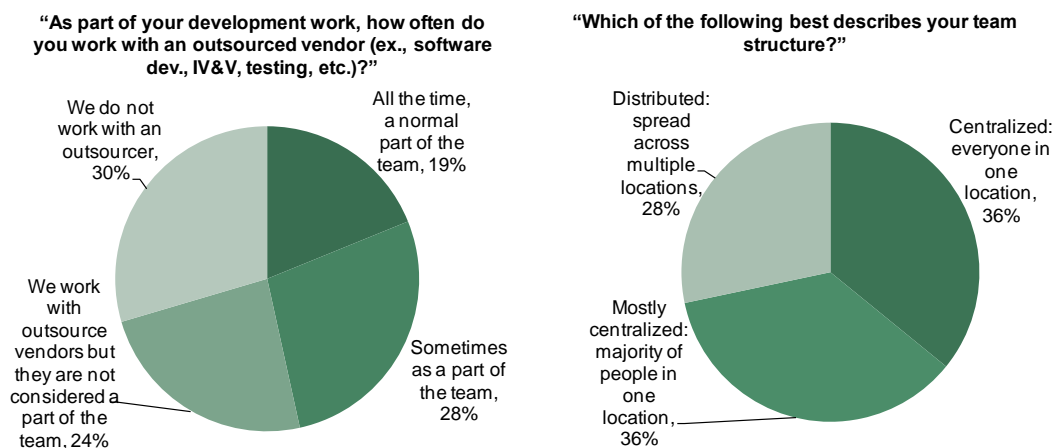 “As part of your development work, how often do
you work with an outsourced vendor (ex., software
dev., IV&V, testing, etc.)?”
We do not
work with an
outsourcer,
30%
All the time,
a normal
part of the
team, 19%
We work
with
outsource
vendors but
they are not
considered a
part of the
team, 24%
Sometimes
as a part of
the team,
28%
“Which of the following best describes your team
structure?”
Distributed:
spread
across
multiple
locations,
28%
Centralized:
everyone in
one
location,
36%
Mostly
centralized:
majority of
people in
one
location,
36%